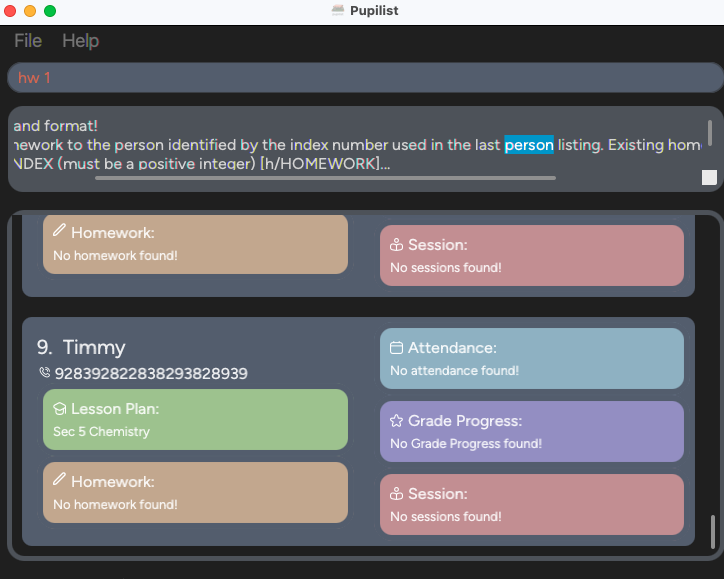 Pupilist
File Help
hw 1
and format!
ework to the person identified by the index number used in the last person listing. Existing hom
NDEX (must be a positive integer) [h/HOMEWORK]...
Homework:
No homework found!
Session:
No sessions found!
9. Timmy
928392822838293828939
Lesson Plan:
Sec 5 Chemistry
Homework:
No homework found!
Attendance:
No attendance found!
Grade Progress:
No Grade Progress found!
Session:
No sessions found!